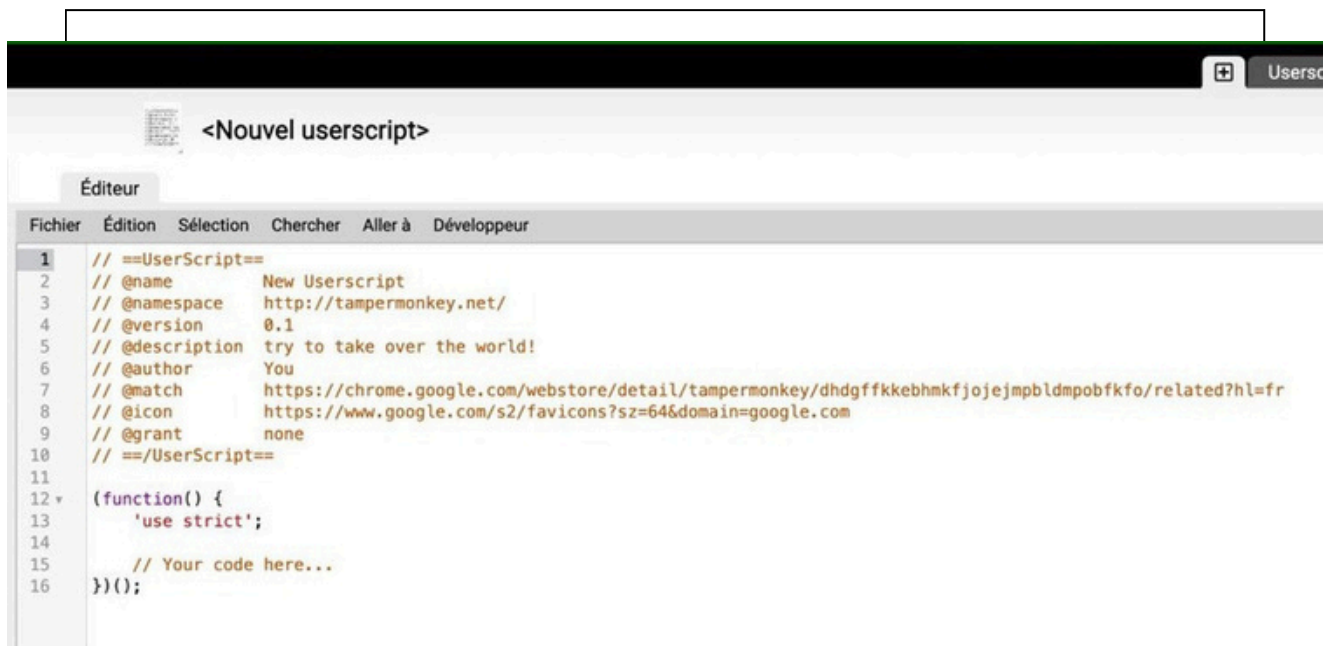 Usersc
<Nouvel userscript>
Éditeur
Fichier Édition Sélection Chercher Aller à Développeur
1 // ==UserScript==
2 // @name New Userscript
3 // @namespace http://tampermonkey.net/
4 // @version 0.1
5 // @description try to take over the world!
6 // @author You
7 // @match https://chrome.google.com/webstore/detail/tampermonkey/dhdgffkkebhmkfjojejmpbldmpobfkfo/related?hl=fr
8 // @icon https://www.google.com/s2/favicons?sz=64&domain=google.com
9 // @grant none
10 // ==/UserScript==
11
12 (function() {
13 'use strict';
14
15 // Your code here...
16 })();